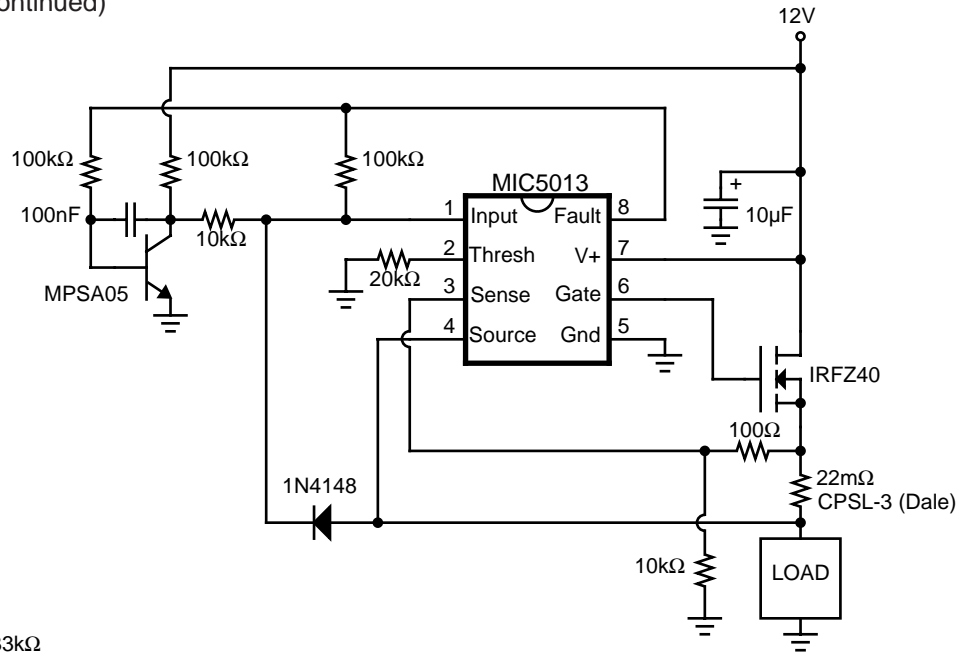 ontinued)
12V
100kΩ
100kΩ
100kΩ
100nF
10kΩ
MPSA05
MIC5013
1 Input Fault 8
2 Thresh V+ 7
3 Sense Gate 6
4 Source Gnd 5
20kΩ
+
10µF
IRFZ40
100Ω
22mΩ
CPSL-3 (Dale)
1N4148
10kΩ
LOAD
33kΩ